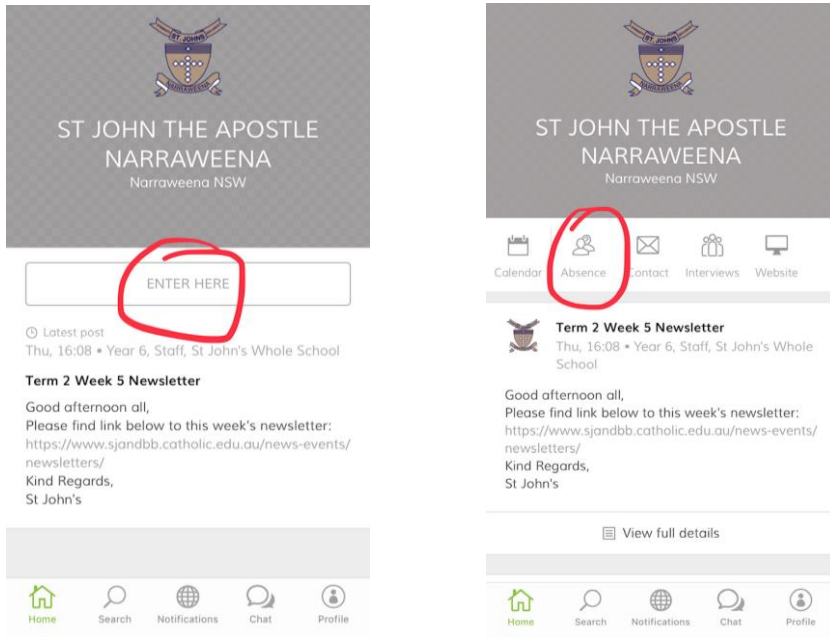 ST JOHNS
NARRAWEENA
ST JOHN THE APOSTLE
NARRAWEENA
Narraweena NSW
ENTER HERE
Latest post
Thu, 16:08 • Year 6, Staff, St John's Whole School
Term 2 Week 5 Newsletter
Good afternoon all,
Please find link below to this week's newsletter:
https://www.sjandbb.catholic.edu.au/news-events/
newsletters/
Kind Regards,
St John's
Home Search Notifications Chat Profile
ST JOHNS
NARRAWEENA
ST JOHN THE APOSTLE
NARRAWEENA
Narraweena NSW
Calendar Absence Contact Interviews Website
Term 2 Week 5 Newsletter
Thu, 16:08 • Year 6, Staff, St John's Whole
School
Good afternoon all,
Please find link below to this week's newsletter:
https://www.sjandbb.catholic.edu.au/news-events/
newsletters/
Kind Regards,
St John's
View full details
Home Search Notifications Chat Profile